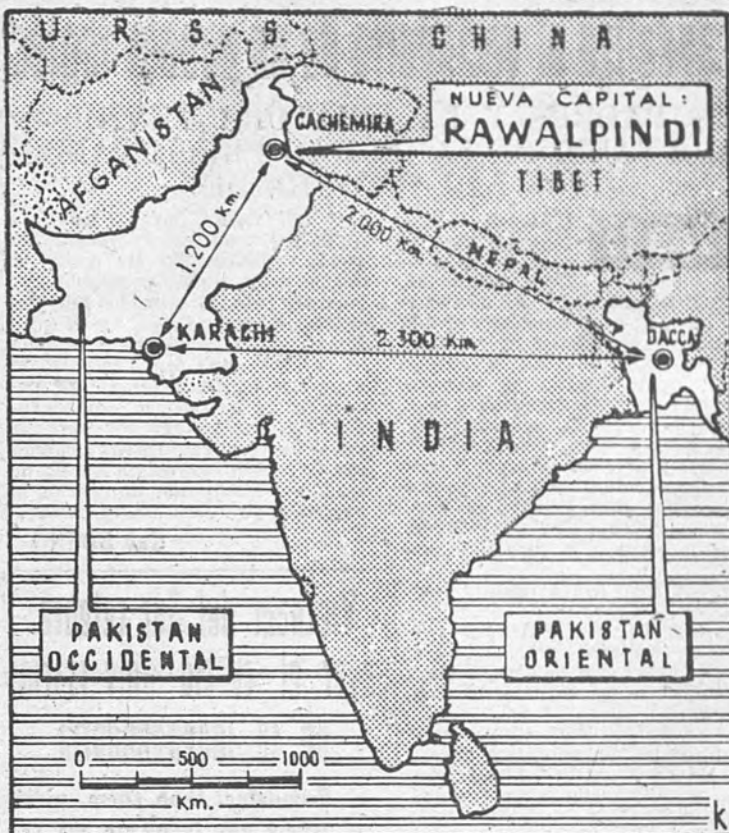 U. R. S. S.
CHINA
AFGANISTAN
CACHEMIRA
NUEVA CAPITAL:
RAWALPINDI
TIBET
1.200 Km.
2.000 Km.
NEPAL
KARACHI
2.300 Km.
DACCA
INDIA
PAKISTAN
OCCIDENTAL
PAKISTAN
ORIENTAL
0 500 1000
Km.
k